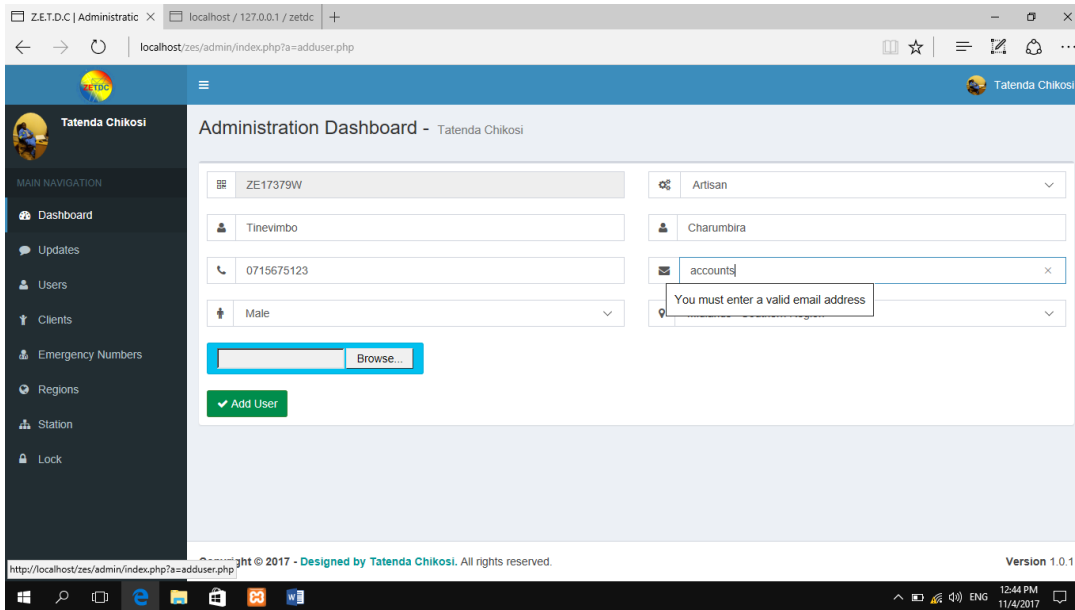 Z.E.T.D.C | Administratic
localhost / 127.0.0.1 / zetdc
localhost/zes/admin/index.php?a=adduser.php
ZETDC
Tatenda Chikosi
Tatenda Chikosi
Administration Dashboard - Tatenda Chikosi
MAIN NAVIGATION
Dashboard
Updates
Users
Clients
Emergency Numbers
Regions
Station
Lock
ZE17379W
Artisan
Tinevimbo
Charumbira
0715675123
accounts
You must enter a valid email address
Male
Browse...
Add User
ght © 2017 - Designed by Tatenda Chikosi. All rights reserved.
Version 1.0.1
http://localhost/zes/admin/index.php?a=adduser.php
ENG
12:44 PM
11/4/2017